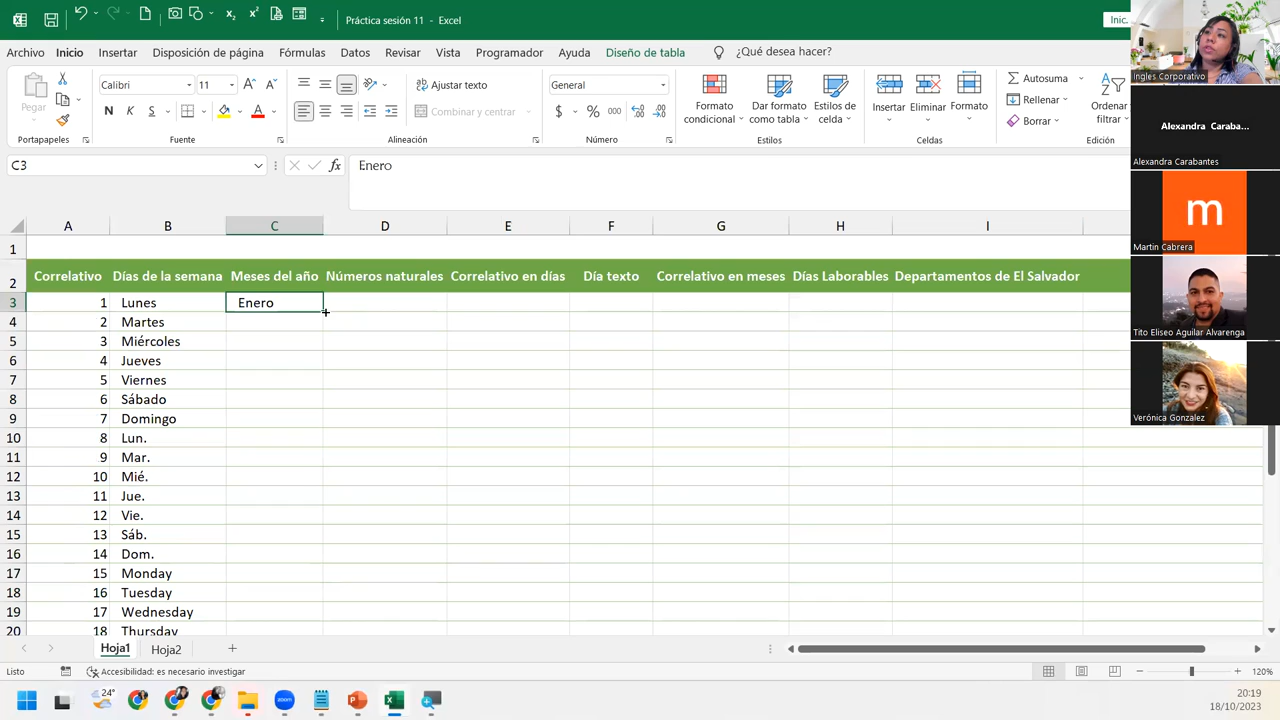 Práctica sesión 11 - Excel
Inic.
Archivo Inicio Insertar Disposición de página Fórmulas Datos Revisar Vista Programador Ayuda Diseño de tabla ¿Qué desea hacer?
Pegar
Calibri 11
N K S
Ajustar texto
Combinar y centrar
General
$ % 000
Formato condicional
Dar formato como tabla
Estilos de celda
Insertar
Eliminar
Formato
Autosuma
Rellenar
Borrar
Ordenar
filtrar
Portapapeles Fuente Alineación Número Estilos Celdas Edición
C3 fx Enero
A B C D E F G H I
1
2 Correlativo Días de la semana Meses del año Números naturales Correlativo en días Día texto Correlativo en meses Días Laborables Departamentos de El Salvador
3 1 Lunes Enero
4 2 Martes
5 3 Miércoles
6 4 Jueves
7 5 Viernes
8 6 Sábado
9 7 Domingo
10 8 Lun.
11 9 Mar.
12 10 Mié.
13 11 Jue.
14 12 Vie.
15 13 Sáb.
16 14 Dom.
17 15 Monday
18 16 Tuesday
19 17 Wednesday
20 18 Thursday
Hoja1 Hoja2
Listo Accesibilidad: es necesario investigar 120%
24°
zoom
20:19
18/10/2023
Ingles Corporativo
Alexandra Caraba...
Alexandra Carabantes
m
Martin Cabrera
Tito Eliseo Aguilar Alvarenga
Verónica Gonzalez